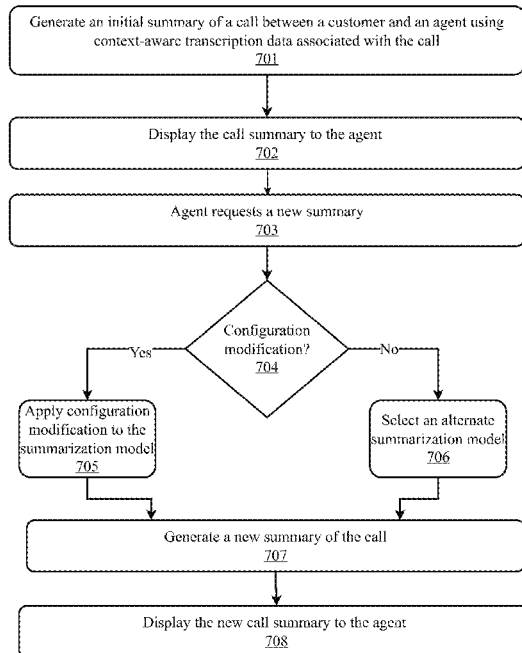 Generate an initial summary of a call between a customer and an agent using
context-aware transcription data associated with the call
701
Display the call summary to the agent
702
Agent requests a new summary
703
Configuration
modification?
704
Yes
No
Apply configuration
modification to the
summarization model
705
Select an alternate
summarization model
706
Generate a new summary of the call
707
Display the new call summary to the agent
708